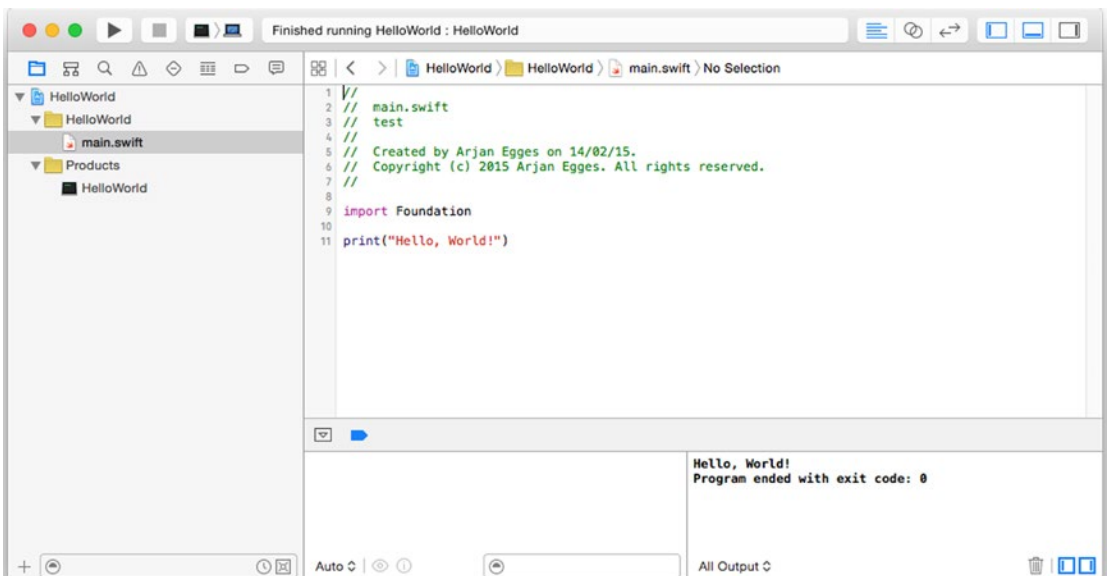 Finished running HelloWorld : HelloWorld
HelloWorld
HelloWorld
main.swift
Products
HelloWorld
HelloWorld HelloWorld main.swift No Selection
1 //
2 // main.swift
3 // test
4 //
5 // Created by Arjan Egges on 14/02/15.
6 // Copyright (c) 2015 Arjan Egges. All rights reserved.
7 //
8
9 import Foundation
10
11 print("Hello, World!")
Hello, World!
Program ended with exit code: 0
Auto
All Output